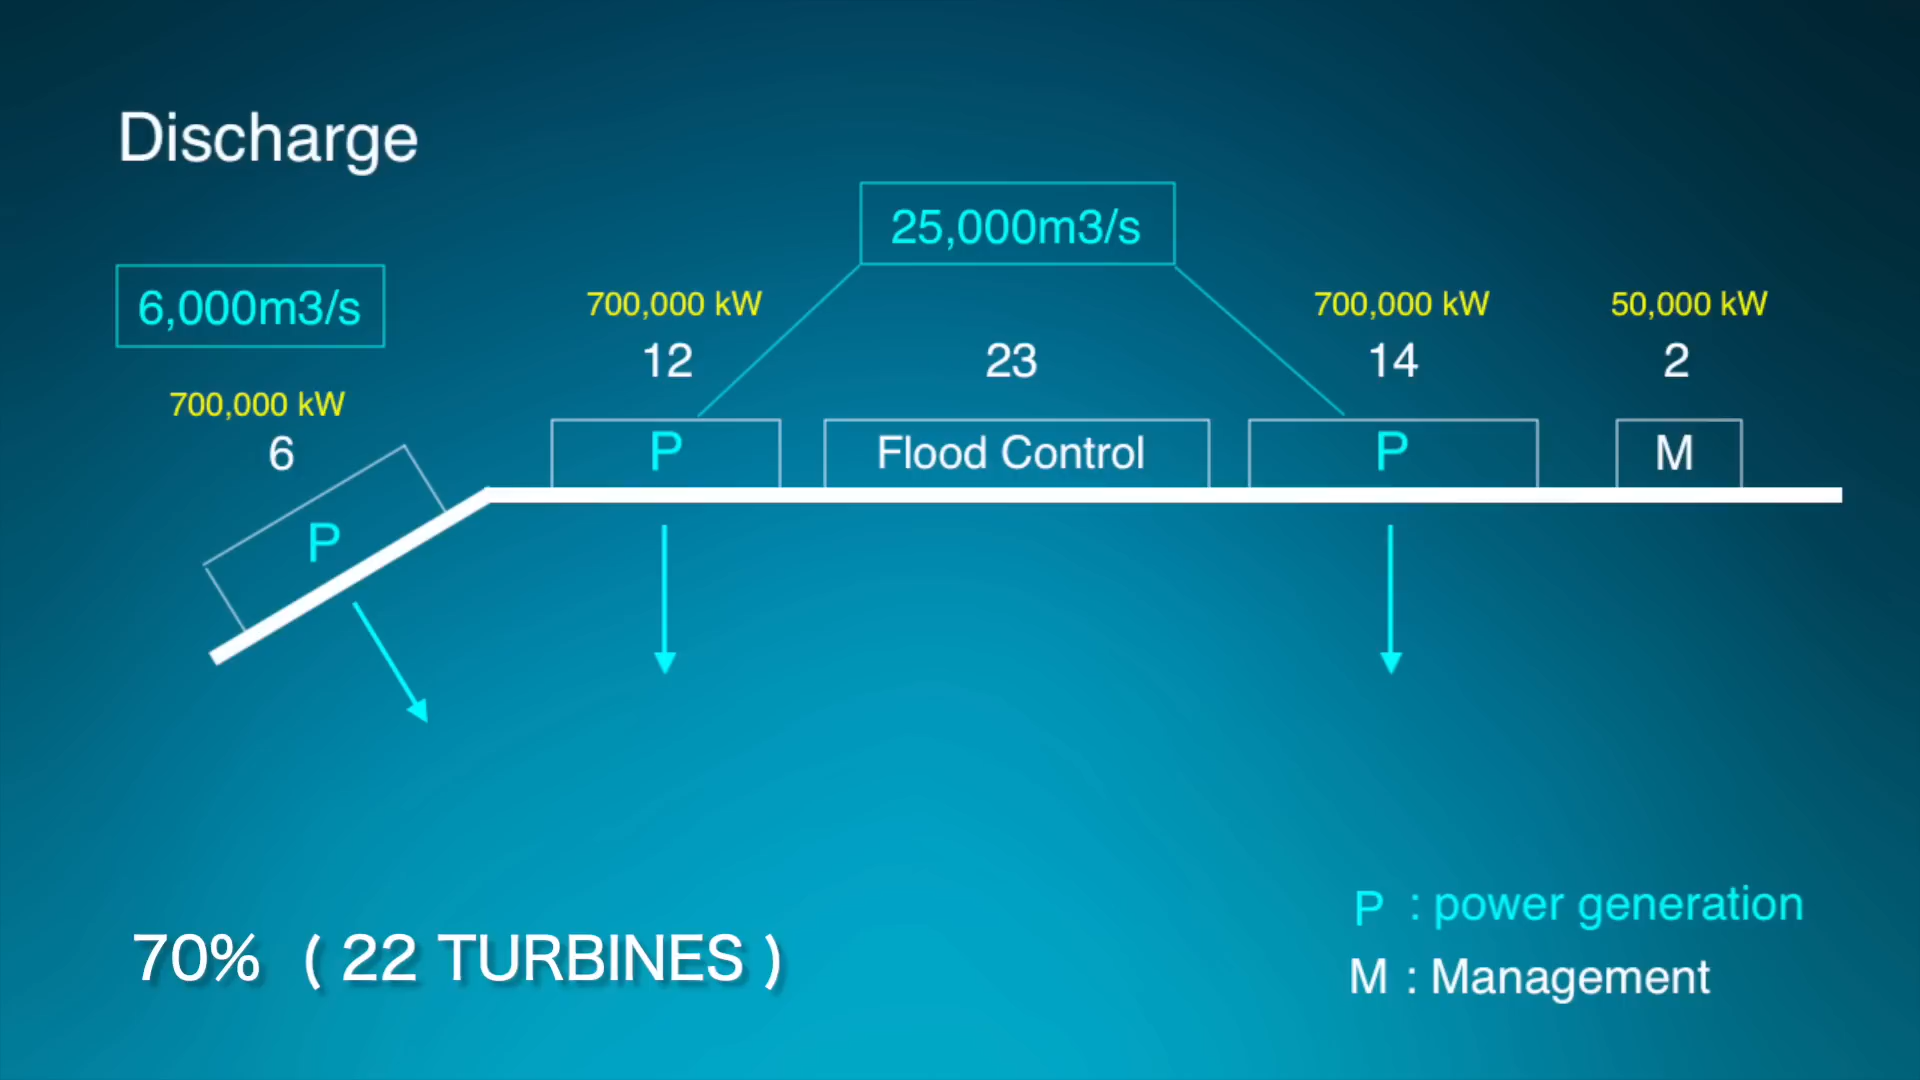 Discharge
25,000m3/s
6,000m3/s
700,000 kW
700,000 kW
50,000 kW
12
23
14
2
700,000 kW
6
P
Flood Control
P
M
P
P : power generation
70% ( 22 TURBINES )
M : Management